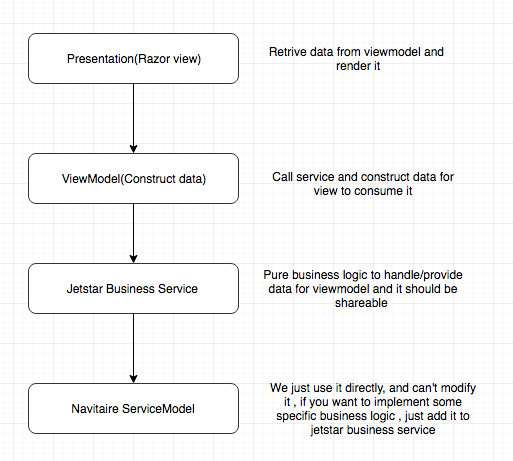 Presentation(Razor view)
Retrive data from viewmodel and
render it
ViewModel(Construct data)
Call service and construct data for
view to consume it
Jetstar Business Service
Pure business logic to handle/provide
data for viewmodel and it should be
shareable
Navitaire ServiceModel
We just use it directly, and can't modify
it , if you want to implement some
specific business logic , just add it to
jetstar business service